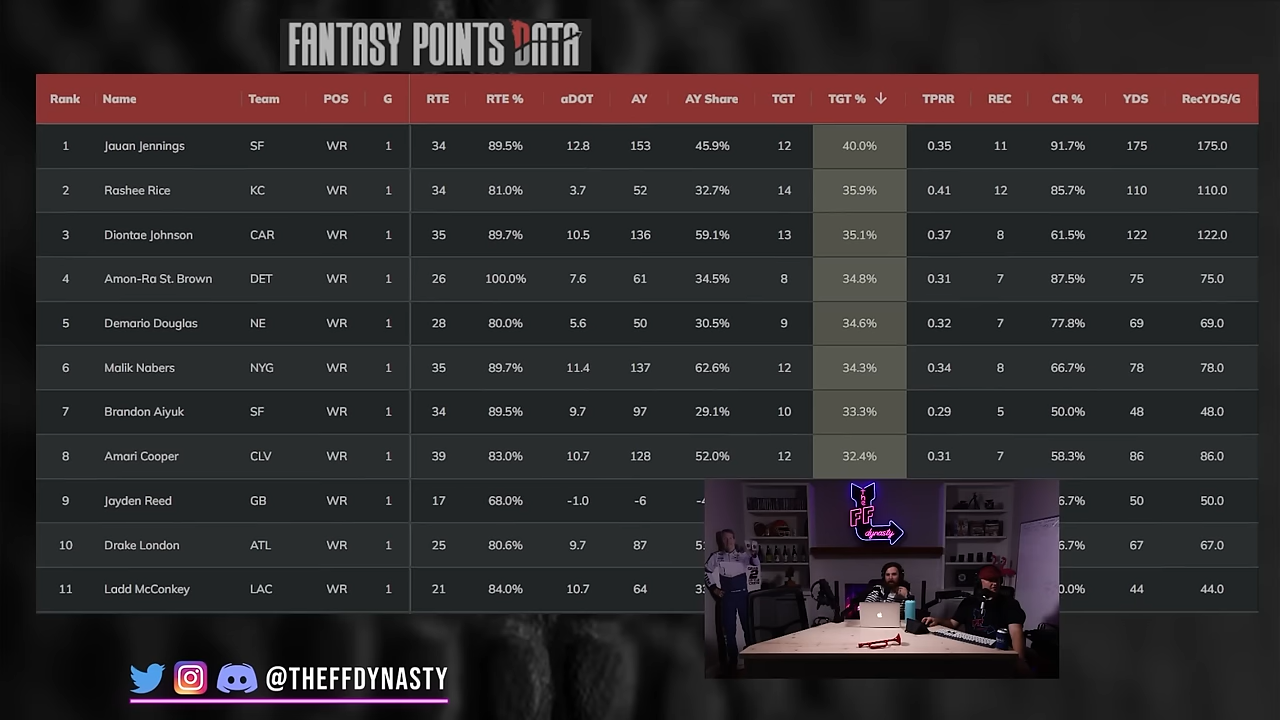 FANTASY POINTS DATA
Rank Name Team POS G RTE RTE % aDOT AY AY Share TGT TGT % TPRR REC CR % YDS RecYDS/G
1 Jauan Jennings SF WR 1 34 89.5% 12.8 153 45.9% 12 40.0% 0.35 11 91.7% 175 175.0
2 Rashee Rice KC WR 1 34 81.0% 3.7 52 32.7% 14 35.9% 0.41 12 85.7% 110 110.0
3 Diontae Johnson CAR WR 1 35 89.7% 10.5 136 59.1% 13 35.1% 0.37 8 61.5% 122 122.0
4 Amon-Ra St. Brown DET WR 1 26 100.0% 7.6 61 34.5% 8 34.8% 0.31 7 87.5% 75 75.0
5 Demario Douglas NE WR 1 28 80.0% 5.6 50 30.5% 9 34.6% 0.32 7 77.8% 69 69.0
6 Malik Nabers NYG WR 1 35 89.7% 11.4 137 62.6% 12 34.3% 0.34 8 66.7% 78 78.0
7 Brandon Aiyuk SF WR 1 34 89.5% 9.7 97 29.1% 10 33.3% 0.29 5 50.0% 48 48.0
8 Amari Cooper CLV WR 1 39 83.0% 10.7 128 52.0% 12 32.4% 0.31 7 58.3% 86 86.0
9 Jayden Reed GB WR 1 17 68.0% -1.0 -6 50 50.0
10 Drake London ATL WR 1 25 80.6% 9.7 87 67 67.0
11 Ladd McConkey LAC WR 1 21 84.0% 10.7 64 44 44.0
The
FF
dynasty
@THEFFDYNASTY